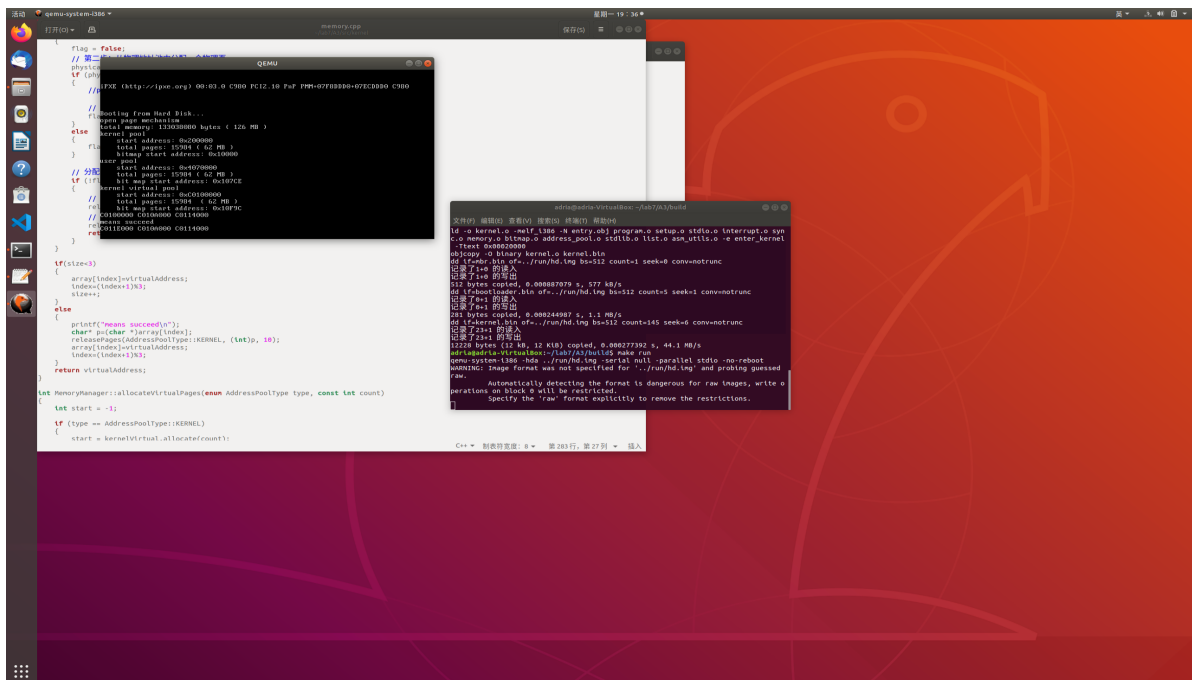 活动
qemu-system-i386
星期一 19：36
英
打开(O)
memory.cpp
保存(S)
{
flag = false;
physica
if (phy
{
//
//
fla
}
else
{
fla
}
// 分配
if (!fl
{
//
rel
//
rel
ret
}
}
if(size<3)
{
array[index]=virtualAddress;
index=(index+1)%3;
size++;
}
else
{
printf("means succeed\n");
char* p=(char *)array[index];
releasePages(AddressPoolType::KERNEL, (int)p, 10);
array[index]=virtualAddress;
index=(index+1)%3;
}
return virtualAddress;
}
int MemoryManager::allocateVirtualPages(enum AddressPoolType type, const int count)
{
int start = -1;
if (type == AddressPoolType::KERNEL)
{
start = kernelVirtual.allocate(count);
C++ 制表符宽度：8 第 283 行，第 27 列 插入
QEMU
iPXE (http://ipxe.org) 00:03.0 C980 PCI2.10 PnP PMM+07F8DDD0+07ECDDD0 C980
Booting from Hard Disk...
open page mechanism
total memory: 133038080 bytes ( 126 MB )
kernel pool
start address: 0x200000
total pages: 15984 ( 62 MB )
bitmap start address: 0x10000
user pool
start address: 0x4070000
total pages: 15984 ( 62 MB )
bit map start address: 0x107CE
kernel virtual pool
start address: 0xC0100000
total pages: 15984 ( 62 MB )
bit map start address: 0x10F9C
C0100000 C010A000 C0114000
means succeed
C011E000 C010A000 C0114000
adria@adria-VirtualBox: ~/lab7/A3/build
文件(F) 编辑(E) 查看(V) 搜索(S) 终端(T) 帮助(H)
ld -o kernel.o -melf_i386 -N entry.obj program.o setup.o stdio.o interrupt.o syn
c.o memory.o bitmap.o address_pool.o stdlib.o list.o asm_utils.o -e enter_kernel
-Ttext 0x00020000
objcopy -O binary kernel.o kernel.bin
dd if=mbr.bin of=../run/hd.img bs=512 count=1 seek=0 conv=notrunc
记录了1+0 的读入
记录了1+0 的写出
512 bytes copied, 0.000887079 s, 577 kB/s
dd if=bootloader.bin of=../run/hd.img bs=512 count=5 seek=1 conv=notrunc
记录了0+1 的读入
记录了0+1 的写出
281 bytes copied, 0.000244987 s, 1.1 MB/s
dd if=kernel.bin of=../run/hd.img bs=512 count=145 seek=6 conv=notrunc
记录了23+1 的读入
记录了23+1 的写出
12228 bytes (12 kB, 12 KiB) copied, 0.000277392 s, 44.1 MB/s
adria@adria-VirtualBox:~/lab7/A3/build$ make run
qemu-system-i386 -hda ../run/hd.img -serial null -parallel stdio -no-reboot
WARNING: Image format was not specified for '../run/hd.img' and probing guessed
raw.
Automatically detecting the format is dangerous for raw images, write o
perations on block 0 will be restricted.
Specify the 'raw' format explicitly to remove the restrictions.